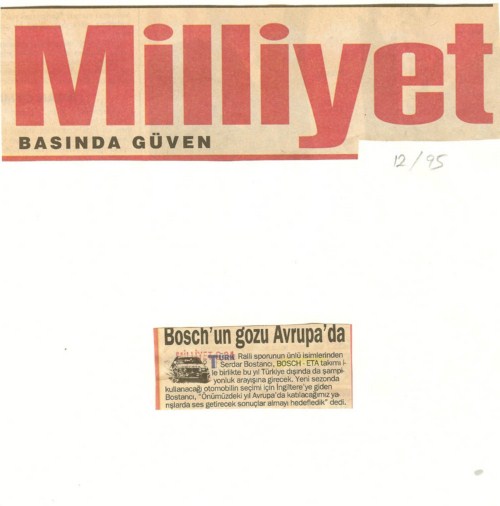 Milliyet
BASINDA GÜVEN
12/95
Bosch'un gözü Avrupa'da
Türk Ralli sporunun ünlü isimlerinden
Serdar Bostancı, BOSCH - ETA takımı i-
le birlikte bu yıl Türkiye dışında da şampi-
yonluk arayışına girecek. Yeni sezonda
kullanacağı otomobilin seçimi için İngiltere'ye giden
Bostancı, "Önümüzdeki yıl Avrupa'da katılacağımız ya-
rışlarda ses getirecek sonuçlar almayı hedefledik" dedi.